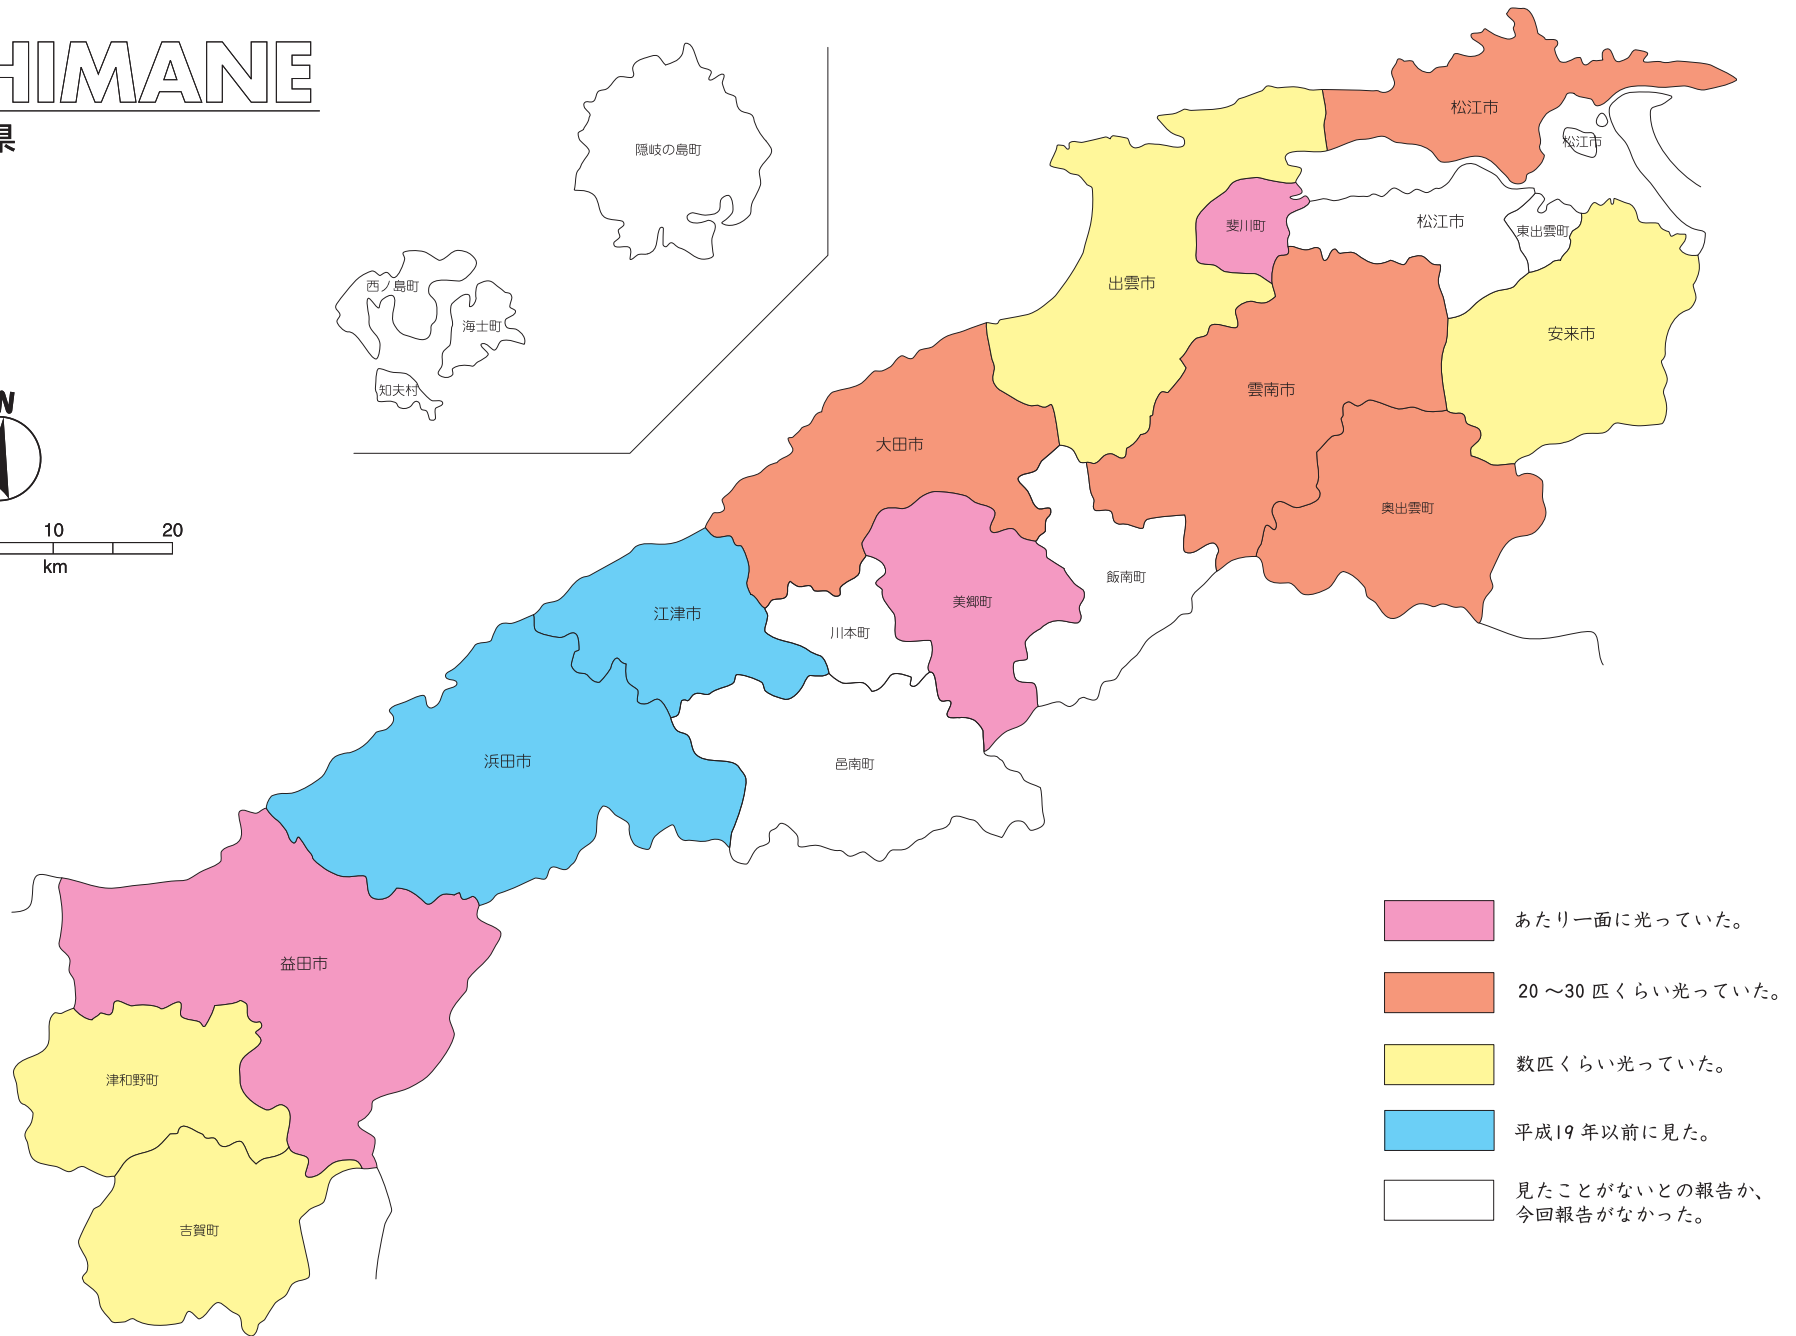 HIMANE
県
N
10 20
km
隠岐の島町
西ノ島町
海士町
知夫村
松江市
松江市
松江市
東出雲町
斐川町
出雲市
安来市
雲南市
奥出雲町
大田市
飯南町
美郷町
川本町
江津市
浜田市
邑南町
益田市
津和野町
吉賀町
あたり一面に光っていた。
20～30匹くらい光っていた。
数匹くらい光っていた。
平成19年以前に見た。
見たことがないとの報告か、
今回報告がなかった。